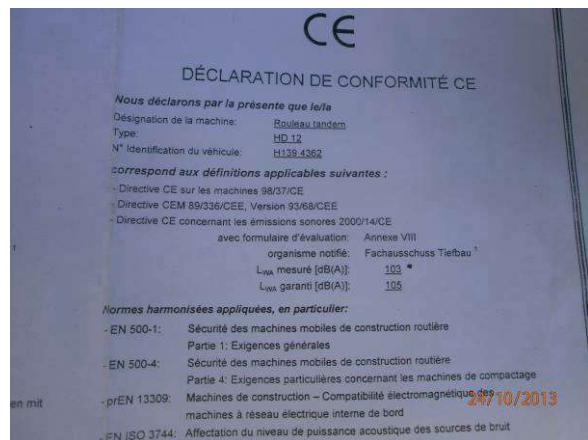 CE
DÉCLARATION DE CONFORMITÉ CE
Nous déclarons par la présente que le/la
Désignation de la machine: Rouleau tandem
Type: HD 12
N° Identification du véhicule: H139 4362
correspond aux définitions applicables suivantes :
- Directive CE sur les machines 98/37/CE
- Directive CEM 89/336/CEE, Version 93/68/CEE
- Directive CE concernant les émissions sonores 2000/14/CE
avec formulaire d'évaluation: Annexe VIII
organisme notifié: Fachausschuss Tiefbau 1
LWA mesuré [dB(A)]: 103 *
LWA garanti [dB(A)]: 105
Normes harmonisées appliquées, en particulier:
- EN 500-1: Sécurité des machines mobiles de construction routière
Partie 1: Exigences générales
- EN 500-4: Sécurité des machines mobiles de construction routière
Partie 4: Exigences particulières concernant les machines de compactage
en mit
- prEN 13309: Machines de construction – Compatibilité électromagnétique des
machines à réseau électrique interne de bord
24/10/2013
- EN ISO 3744: Affectation du niveau de puissance acoustique des sources de bruit